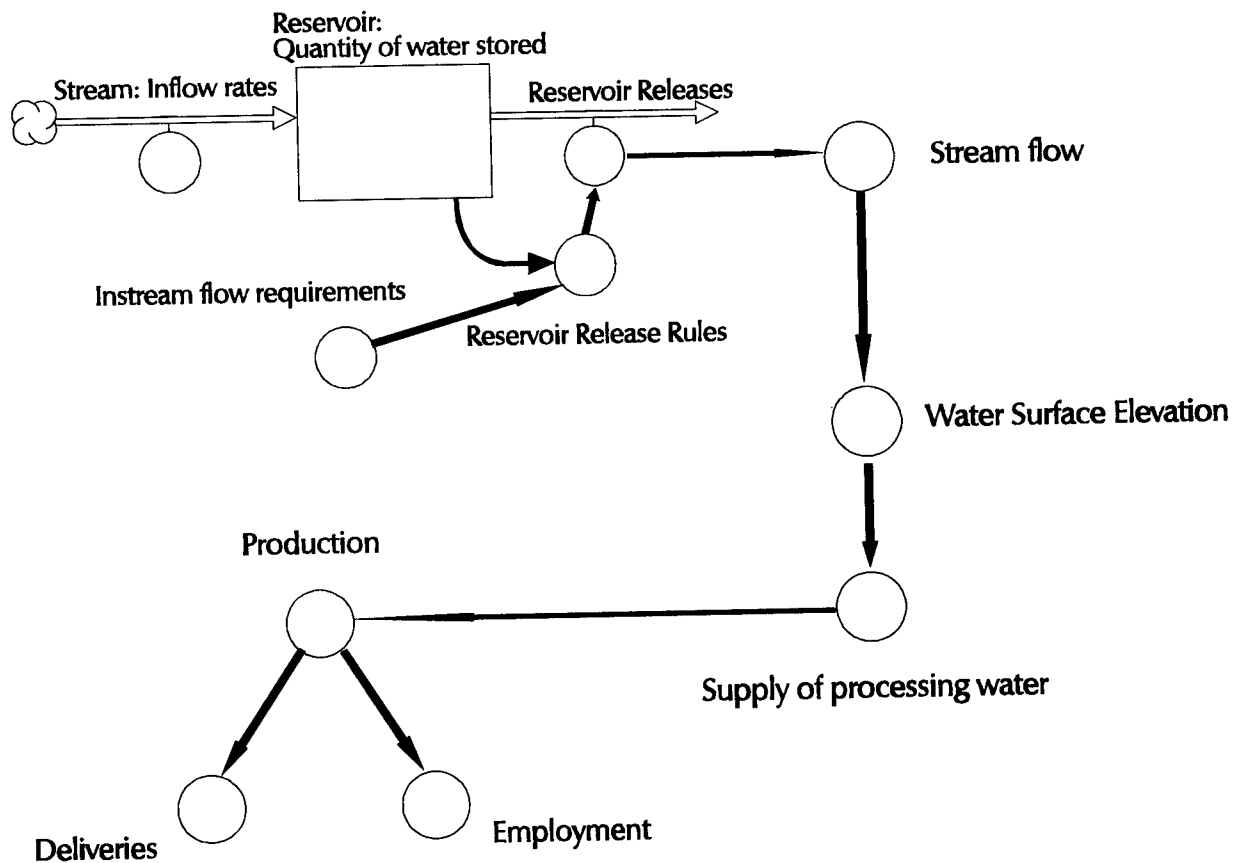 Reservoir:
Quantity of water stored
Stream: Inflow rates
Reservoir Releases
Stream flow
Instream flow requirements
Reservoir Release Rules
Water Surface Elevation
Production
Supply of processing water
Deliveries
Employment